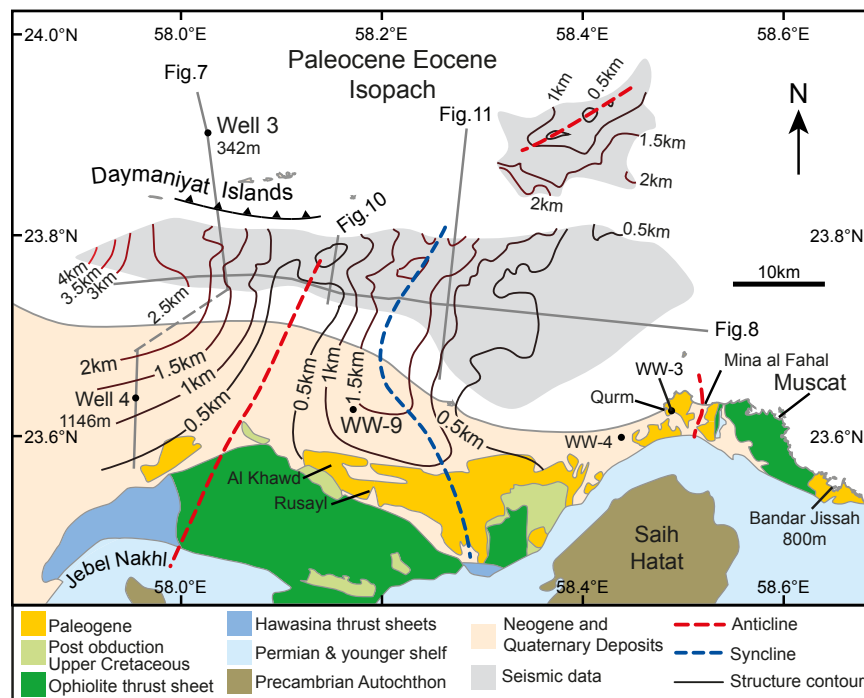 24.0°N
58.0°E
58.2°E
58.4°E
58.6°E
Paleocene Eocene
Isopach
Fig.7
Well 3
342m
Fig.11
1km
0.5km
1.5km
2km
2km
N
Daymaniyat Islands
Fig.10
0.5km
23.8°N
23.8°N
4km
3.5km
3km
2.5km
10km
Fig.8
2km
1.5km
1km
0.5km
Well 4
1146m
0.5km
1km
1.5km
WW-9
0.5km
WW-3
Mina al Fahal
Qurm
Muscat
WW-4
23.6°N
23.6°N
Al Khawd
Rusayl
Bandar Jissah
800m
Saih
Hatat
Jebel Nakhl
58.0°E
58.4°E
58.6°E
Paleogene
Post obduction
Upper Cretaceous
Ophiolite thrust sheet
Hawasina thrust sheets
Permian & younger shelf
Precambrian Autochthon
Neogene and
Quaternary Deposits
Seismic data
Anticline
Syncline
Structure contour